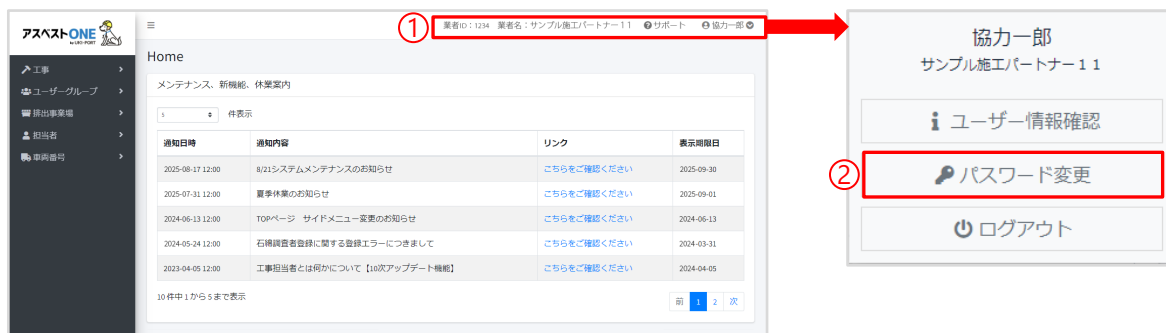 アスベストONE
by LIXO-PORT
工事
ユーザーグループ
排出事業場
担当者
車両番号
① 業者ID:1234 業者名:サンプル施工パートナー11 サポート 協力一郎
Home
メンテナンス、新機能、休業案内
5 件表示
通知日時 通知内容 リンク 表示期限日
2025-08-17 12:00 8/21システムメンテナンスのお知らせ こちらをご確認ください 2025-09-30
2025-07-31 12:00 夏季休業のお知らせ こちらをご確認ください 2025-09-01
2024-06-13 12:00 TOPページ サイドメニュー変更のお知らせ こちらをご確認ください 2024-06-13
2024-05-24 12:00 石綿調査者登録に関する登録エラーにつきまして こちらをご確認ください 2024-03-31
2023-04-05 12:00 工事担当者とは何かについて【10次アップデート機能】 こちらをご確認ください 2024-04-05
10 件中 1 から 5 まで表示
前 1 2 次
協力一郎
サンプル施工パートナー11
ユーザー情報確認
② パスワード変更
ログアウト